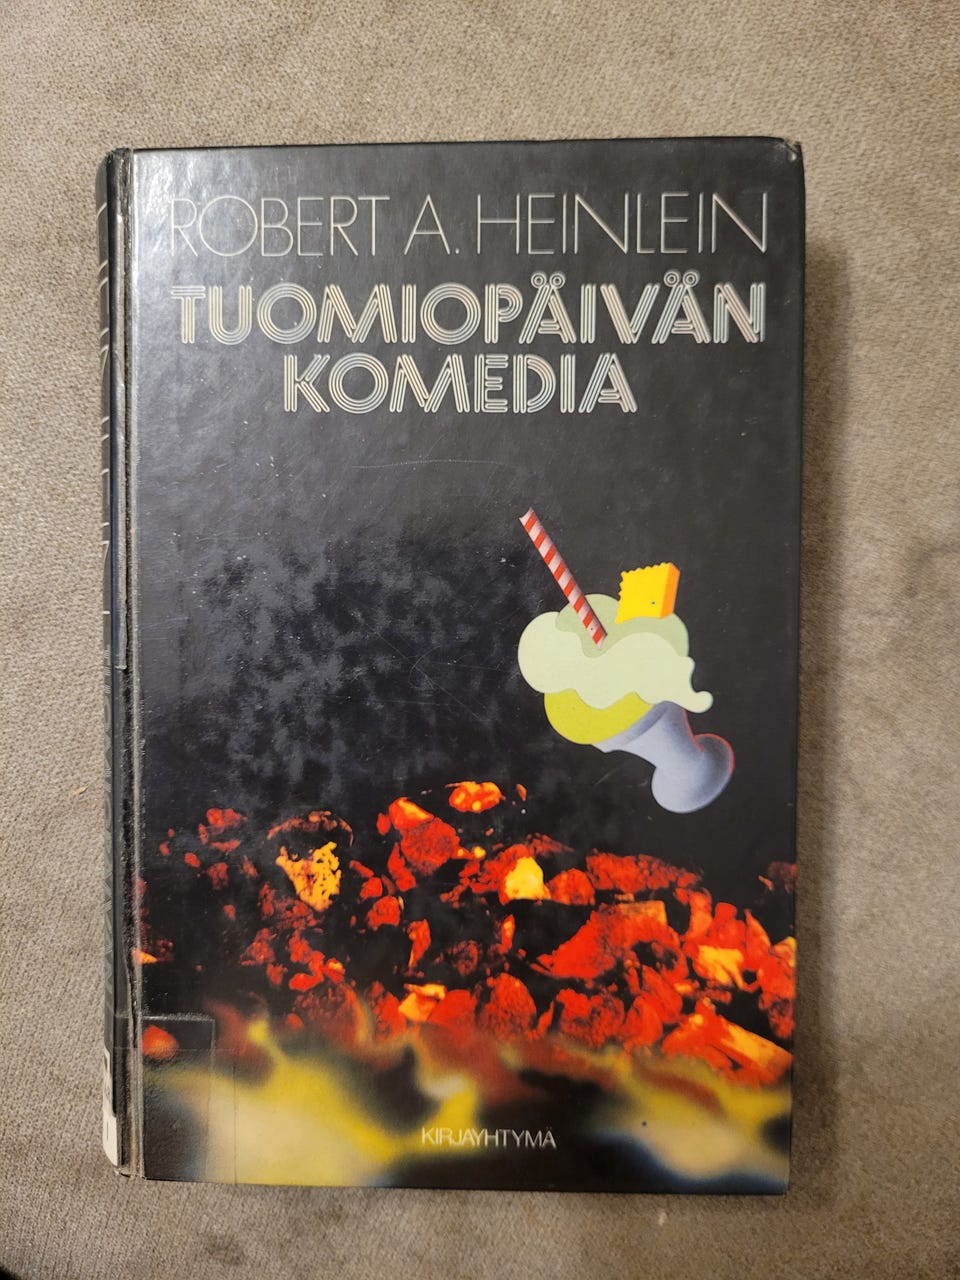 ROBERT A. HEINLEIN
TUOMIOPÄIVÄN
KOMEDIA
KIRJAYHTYMÄ